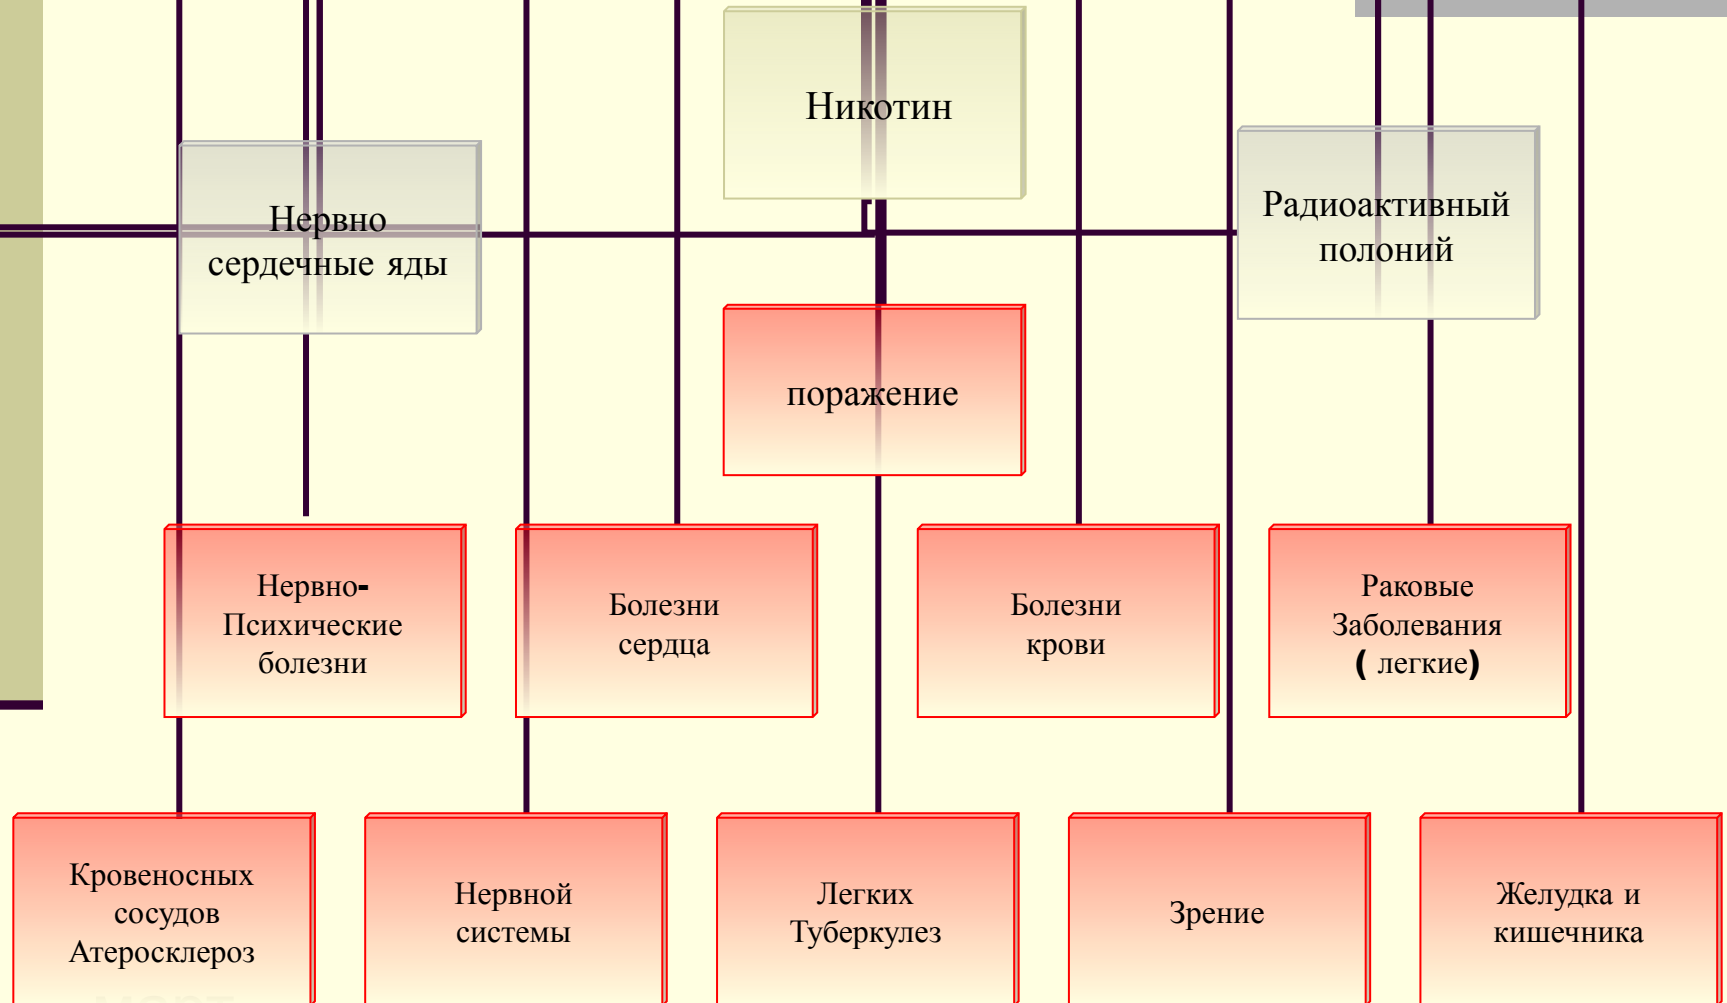 Никотин
Нервно
сердечные яды
Радиоактивный
полоний
поражение
Нервно-
Психические
болезни
Болезни
сердца
Болезни
крови
Раковые
Заболевания
( легкие)
Кровеносных
сосудов
Атеросклероз
Нервной
системы
Легких
Туберкулез
Зрение
Желудка и
кишечника